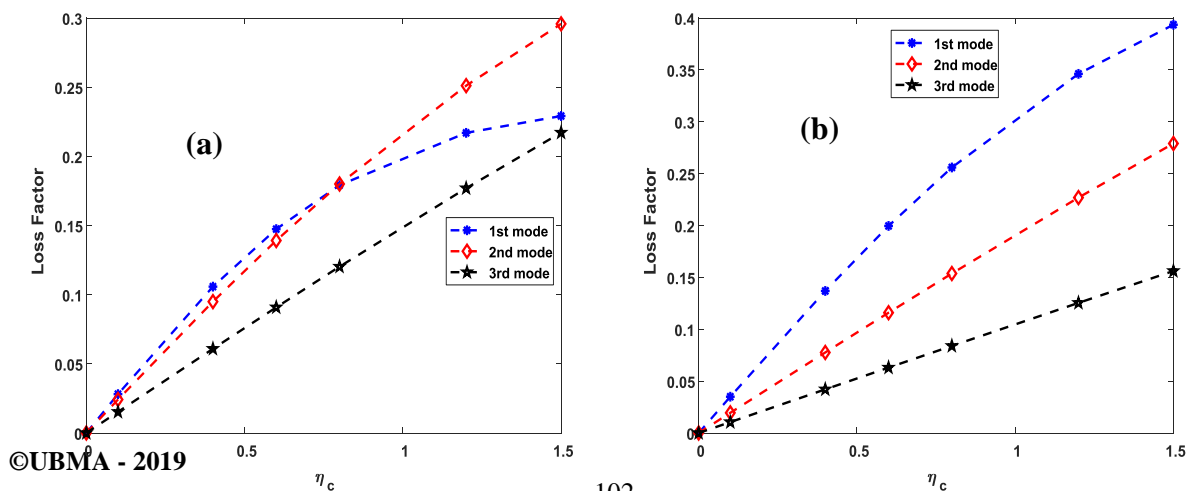 0.3
0.25
0.2
0.15
0.1
0.05
0
Loss Factor
(a)
1st mode
2nd mode
3rd mode
0
0.5
1
1.5
η c
0.4
0.35
0.3
0.25
0.2
0.15
0.1
0.05
0
Loss Factor
1st mode
2nd mode
3rd mode
(b)
0
0.5
1
1.5
η c
©UBMA - 2019
102